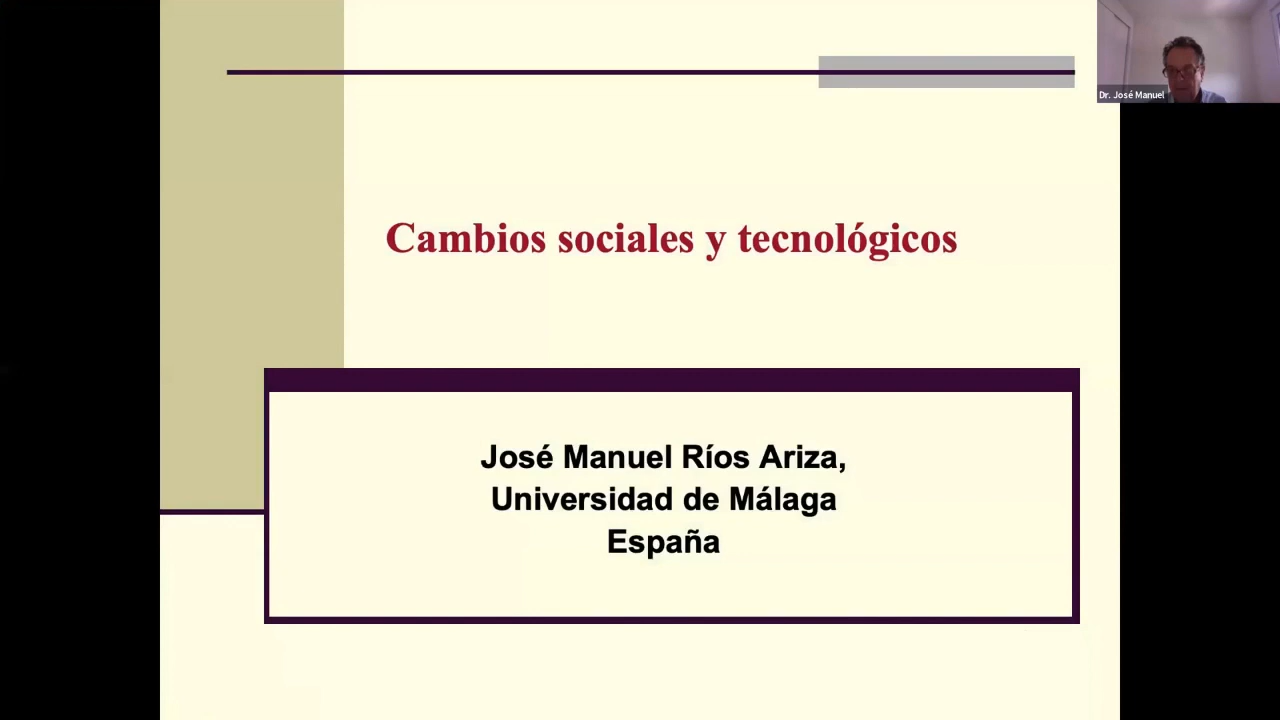 Dr. José Manuel
Cambios sociales y tecnológicos
José Manuel Ríos Ariza,
Universidad de Málaga
España